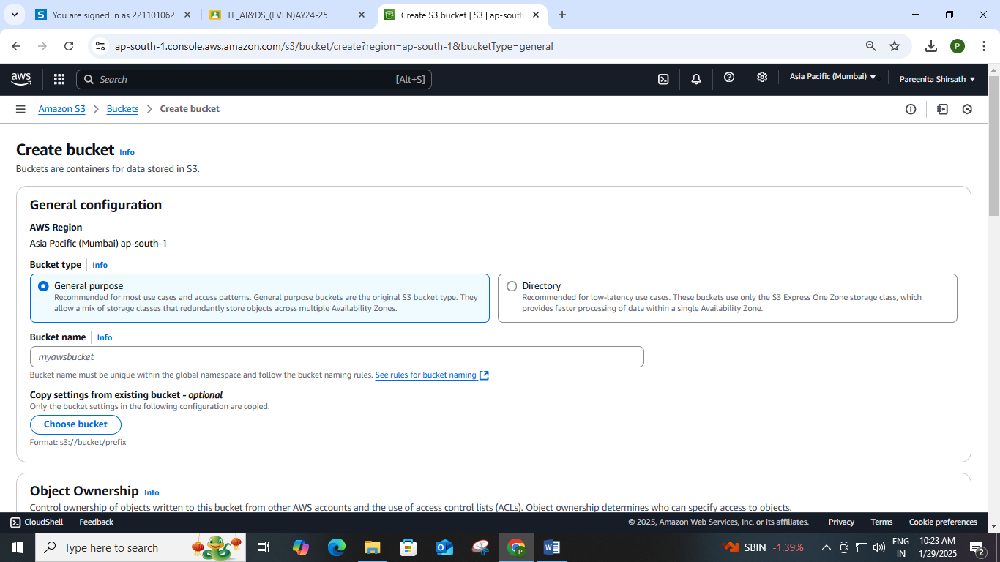 You are signed in as 221101062
TE_AI&DS_(EVEN)AY24-25
Create S3 bucket | S3 | ap-south
ap-south-1.console.aws.amazon.com/s3/bucket/create?region=ap-south-1&bucketType=general
P
aws
Search
[Alt+S]
Asia Pacific (Mumbai)
Pareenita Shirsath
Amazon S3
Buckets
Create bucket
Create bucket Info
Buckets are containers for data stored in S3.
General configuration
AWS Region
Asia Pacific (Mumbai) ap-south-1
Bucket type Info
General purpose
Recommended for most use cases and access patterns. General purpose buckets are the original S3 bucket type. They
allow a mix of storage classes that redundantly store objects across multiple Availability Zones.
Directory
Recommended for low-latency use cases. These buckets use only the S3 Express One Zone storage class, which
provides faster processing of data within a single Availability Zone.
Bucket name Info
myawsbucket
Bucket name must be unique within the global namespace and follow the bucket naming rules. See rules for bucket naming
Copy settings from existing bucket - optional
Only the bucket settings in the following configuration are copied.
Choose bucket
Format: s3://bucket/prefix
Object Ownership Info
Control ownership of objects written to this bucket from other AWS accounts and the use of access control lists (ACLs). Object ownership determines who can specify access to objects.
CloudShell
Feedback
© 2025, Amazon Web Services, Inc. or its affiliates.
Privacy
Terms
Cookie preferences
Type here to search
SBIN -1.39%
ENG
IN
10:23 AM
1/29/2025
2